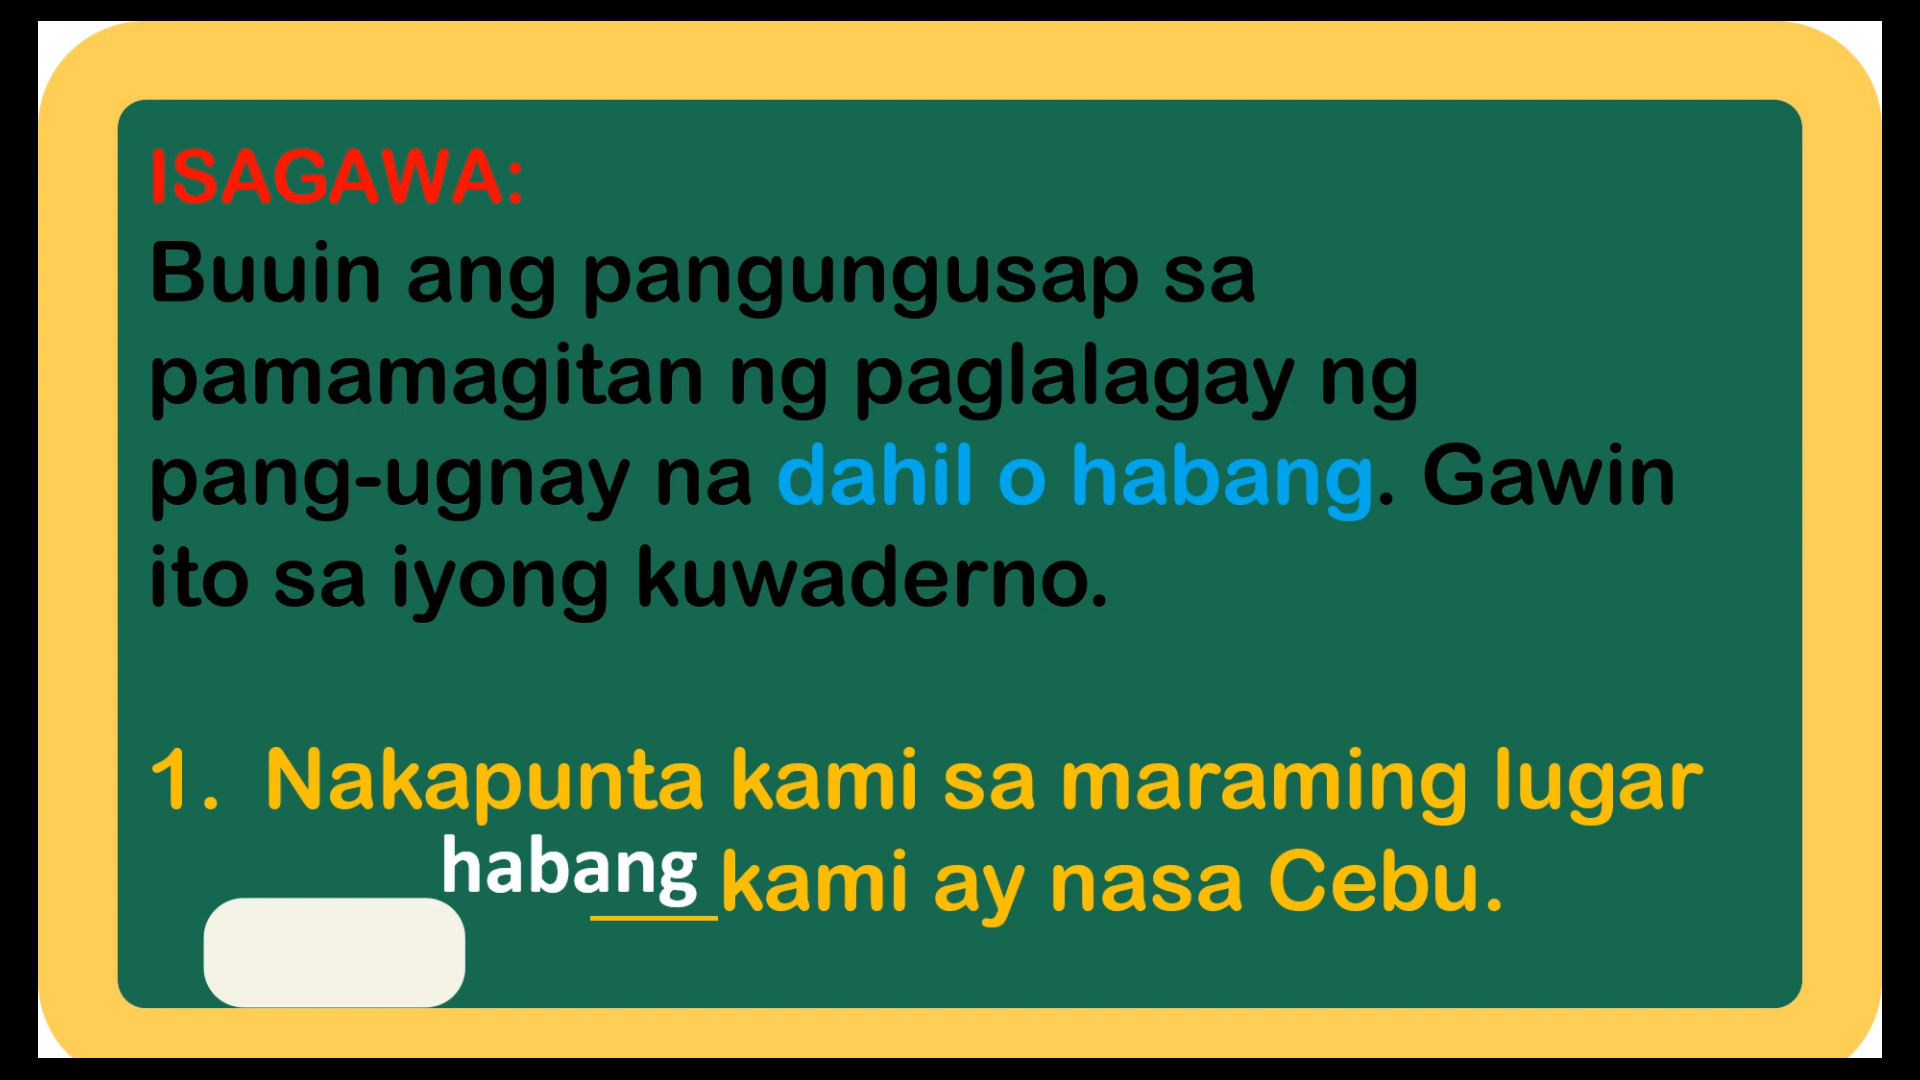 ISAGAWA:
Buuin ang pangungusap sa
pamamagitan ng paglalagay ng
pang-ugnay na dahil o habang. Gawin
ito sa iyong kuwaderno.
1. Nakapunta kami sa maraming lugar
habang kami ay nasa Cebu.